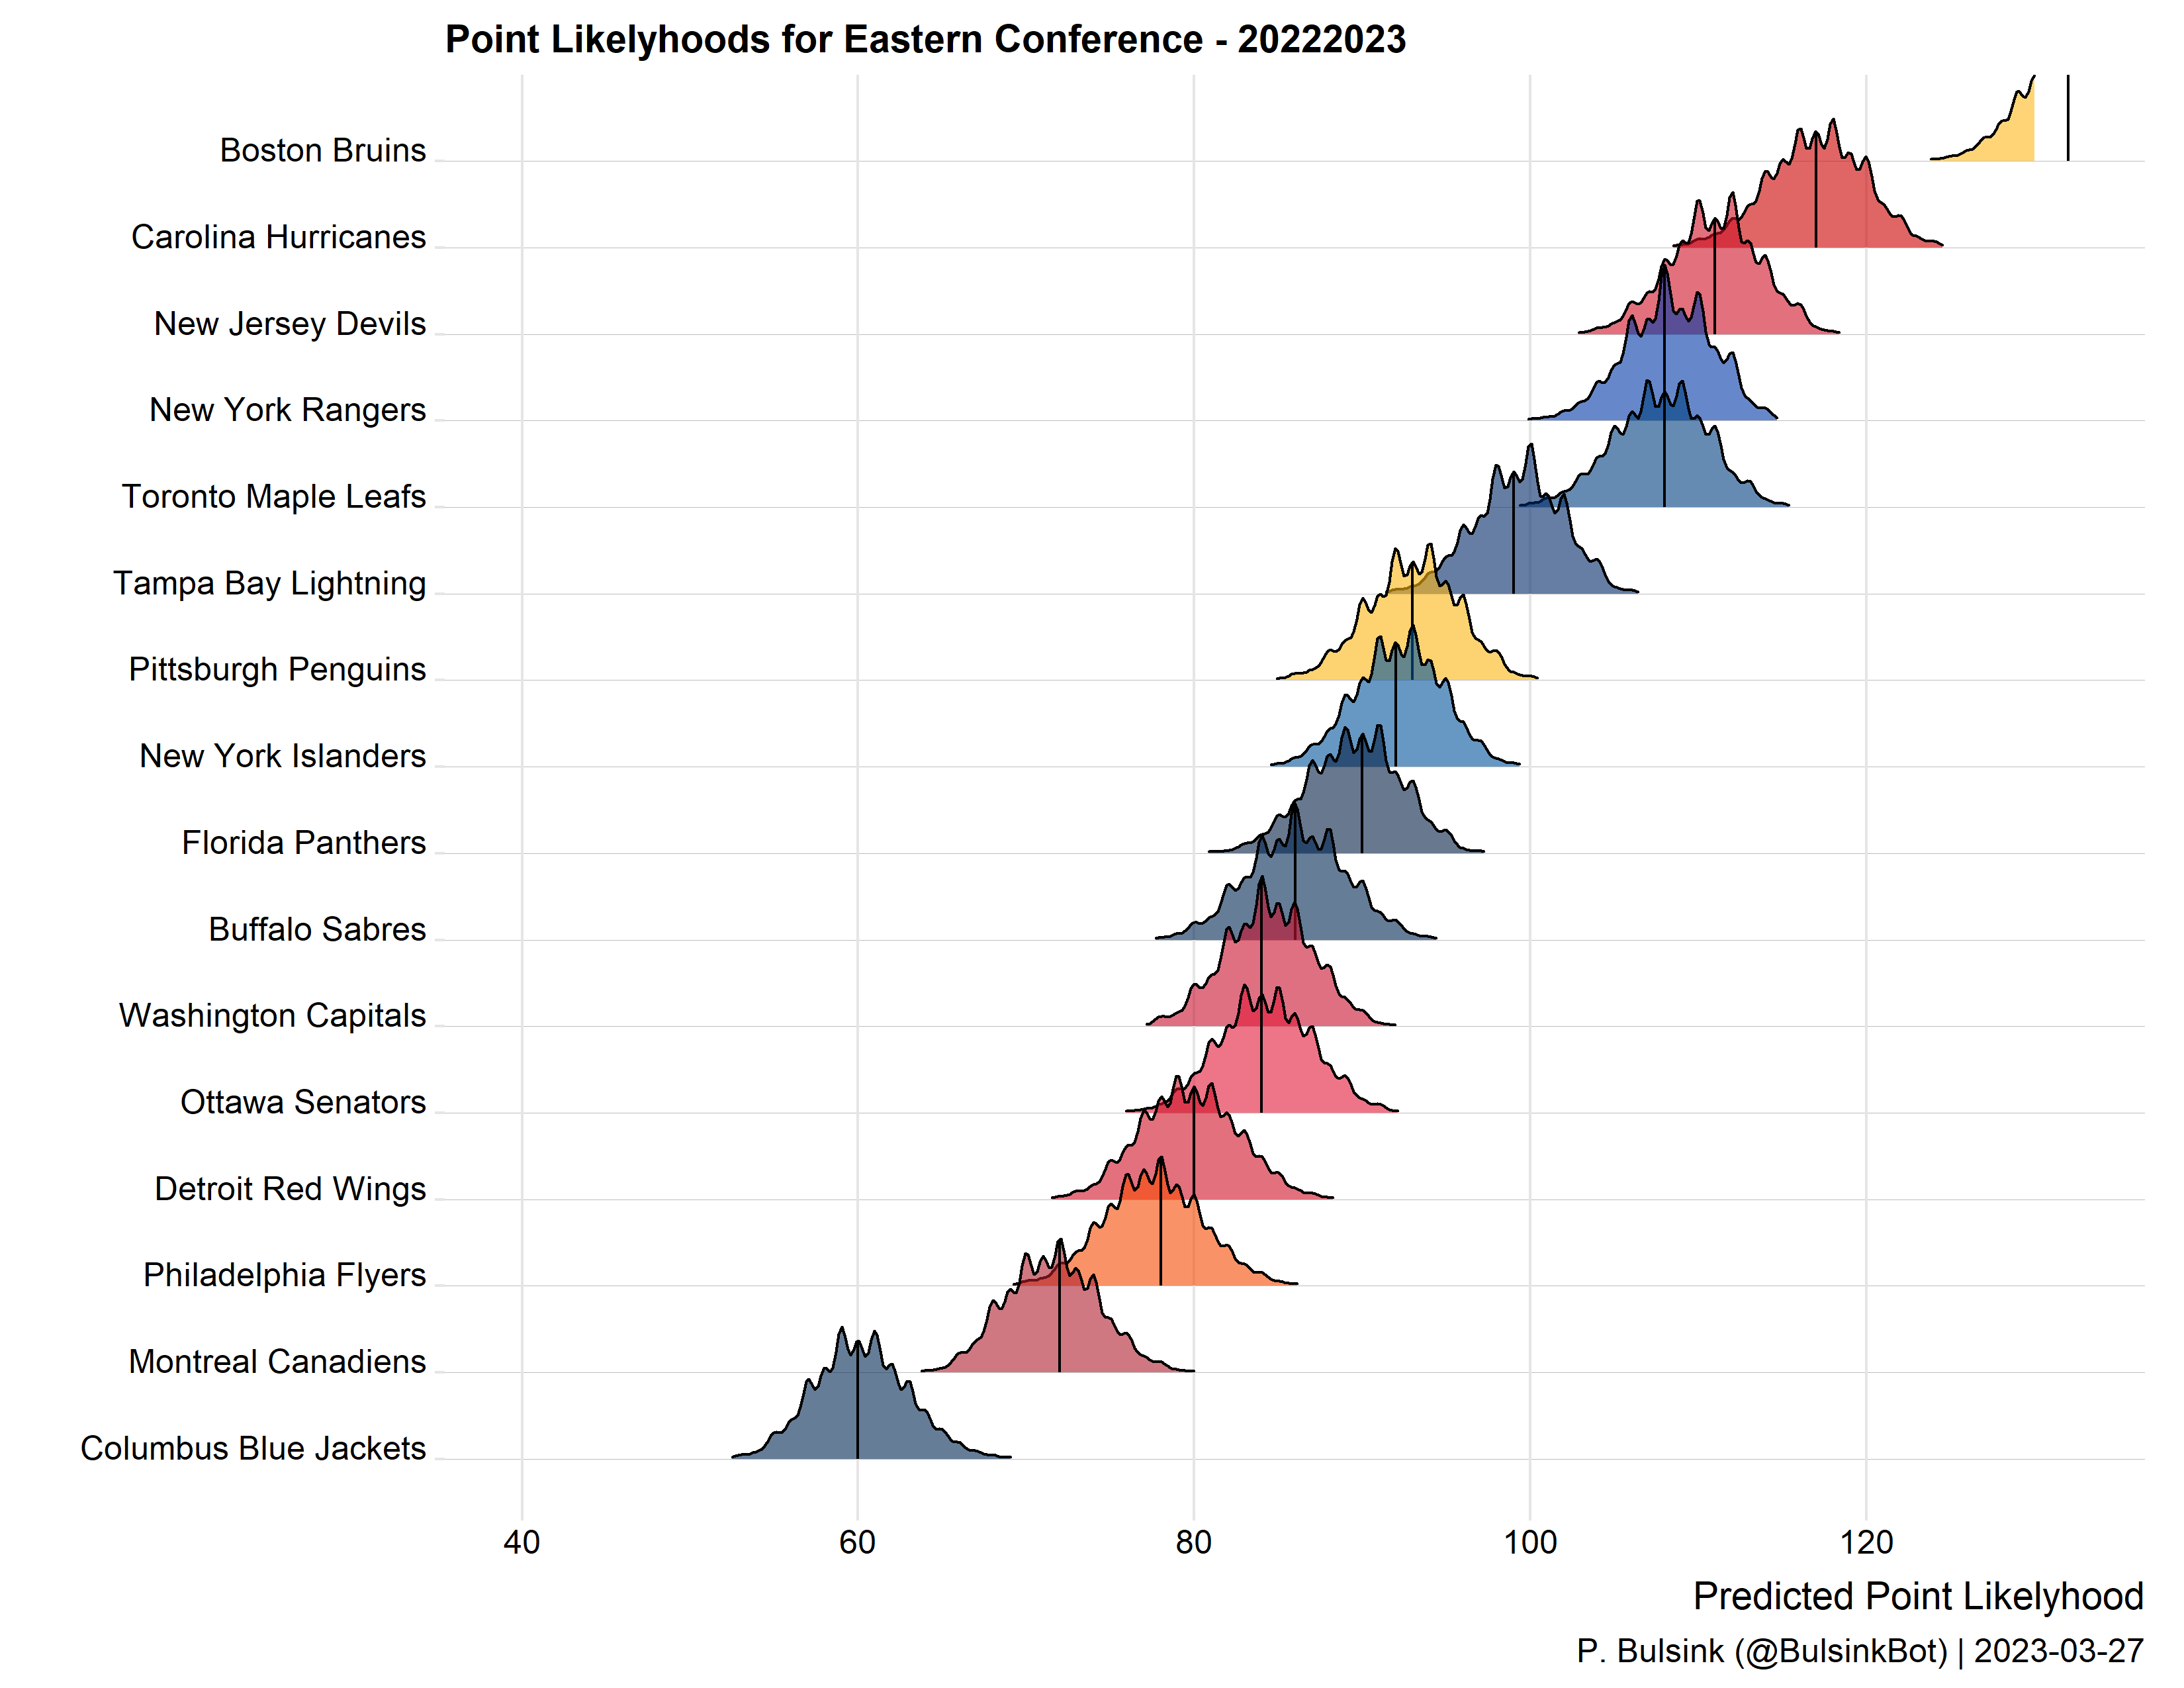 Point Likelyhoods for Eastern Conference - 20222023
Boston Bruins
Carolina Hurricanes
New Jersey Devils
New York Rangers
Toronto Maple Leafs
Tampa Bay Lightning
Pittsburgh Penguins
New York Islanders
Florida Panthers
Buffalo Sabres
Washington Capitals
Ottawa Senators
Detroit Red Wings
Philadelphia Flyers
Montreal Canadiens
Columbus Blue Jackets
40 60 80 100 120
Predicted Point Likelyhood
P. Bulsink (@BulsinkBot) | 2023-03-27